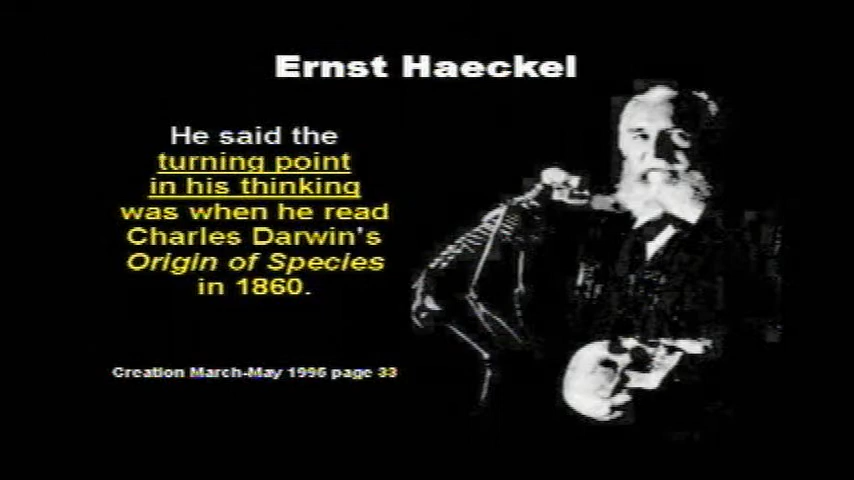 Ernst Haeckel
He said the
turning point
in his thinking
was when he read
Charles Darwin's
Origin of Species
in 1860.
Creation March-May 1996 page 33